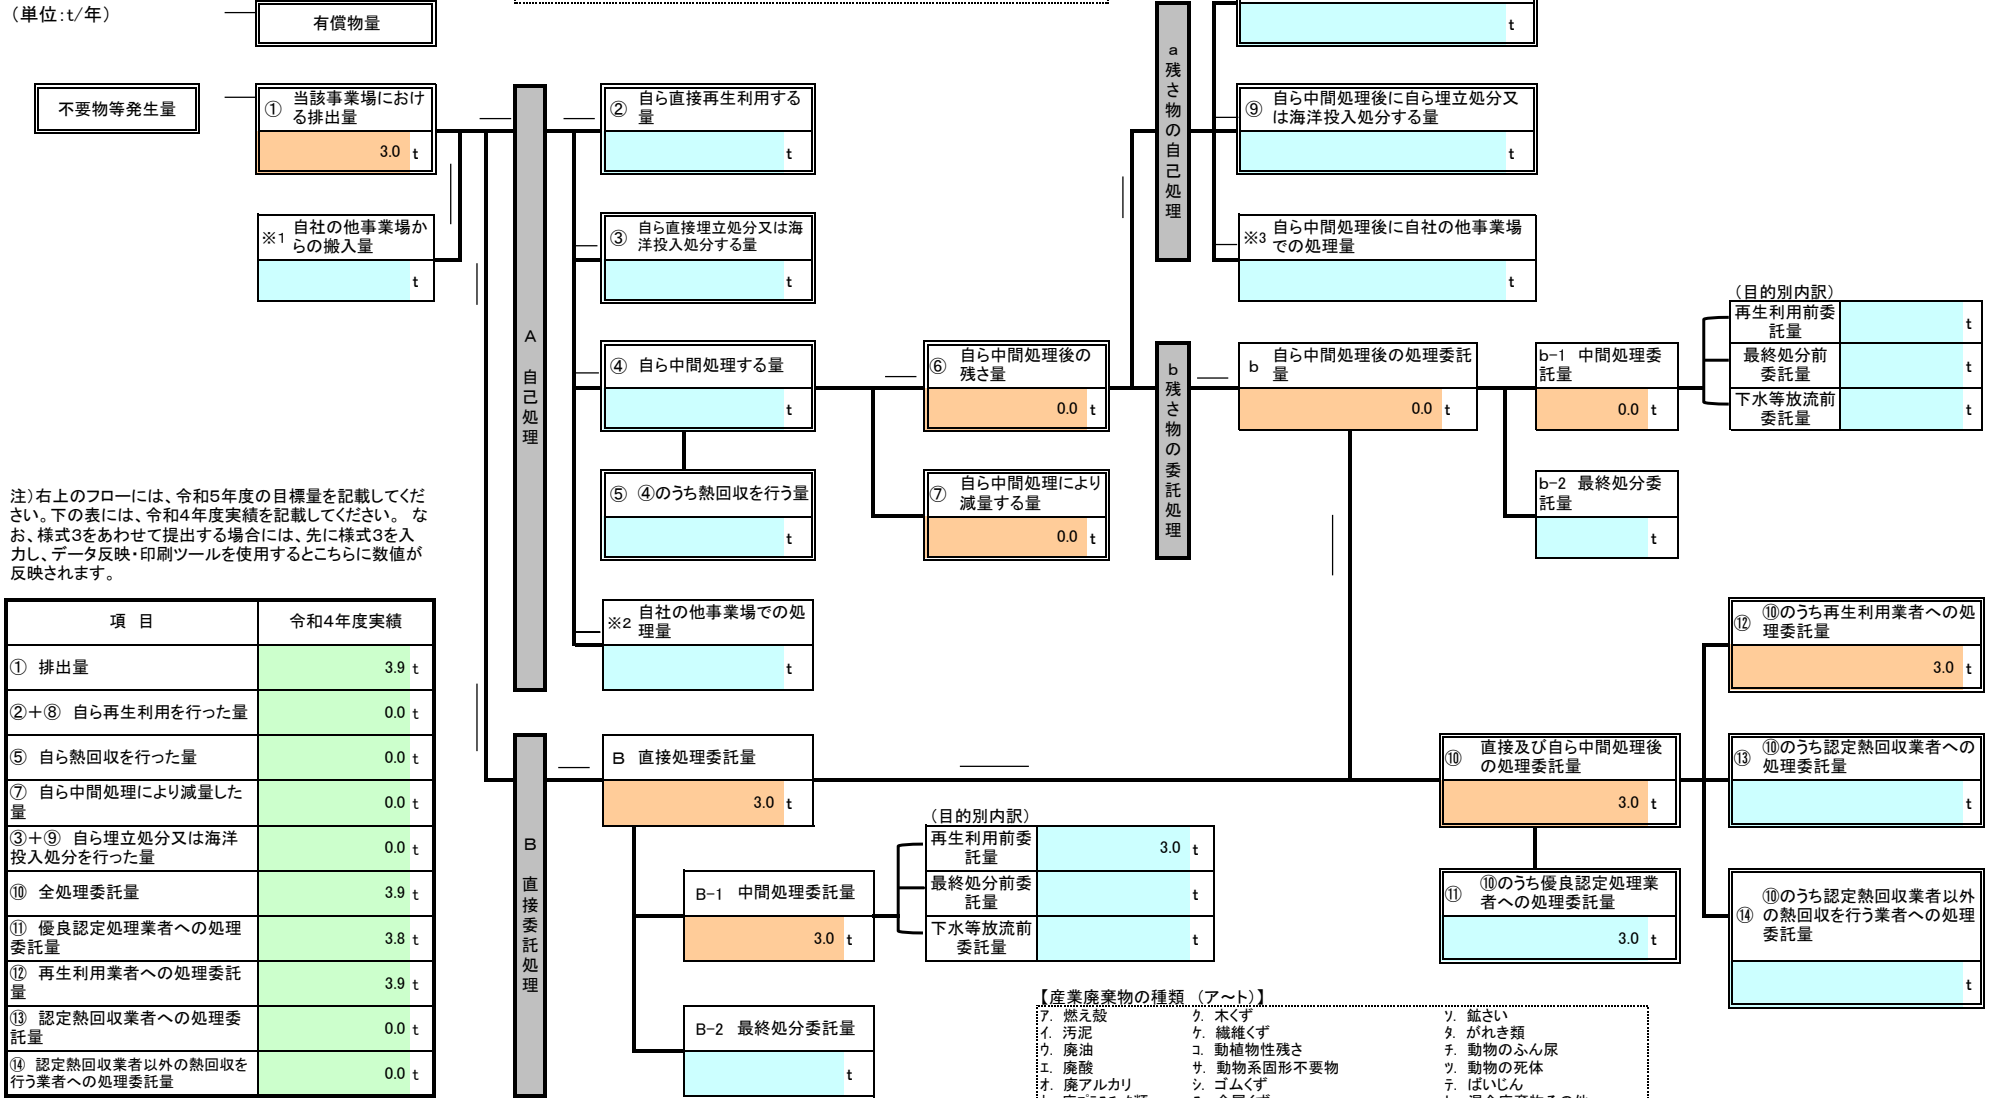 （単位:ｔ/年）
有償物量
ｔ
不要物等発生量
① 当該事業場におけ
る排出量
3.0 ｔ
※1 自社の他事業場か
らの搬入量
ｔ
A 自己処理
② 自ら直接再生利用する
量
ｔ
③ 自ら直接埋立処分又は海
洋投入処分する量
ｔ
④ 自ら中間処理する量
ｔ
⑤ ④のうち熱回収を行う量
ｔ
※2 自社の他事業場での処
理量
ｔ
⑥ 自ら中間処理後の
残さ量
0.0 ｔ
⑦ 自ら中間処理により
減量する量
0.0 ｔ
a 残さ物の自己処理
⑨ 自ら中間処理後に自ら埋立処分又
は海洋投入処分する量
ｔ
※3 自ら中間処理後に自社の他事業場
での処理量
ｔ
b 残さ物の委託処理
b 自ら中間処理後の処理委託
量
0.0 ｔ
b-1 中間処理委
託量
0.0 ｔ
b-2 最終処分委
託量
ｔ
（目的別内訳）
再生利用前委
託量
ｔ
最終処分前
委託量
ｔ
下水等放流前
委託量
ｔ
注）右上のフローには、令和５年度の目標量を記載してくだ
さい。下の表には、令和４年度実績を記載してください。 な
お、様式３をあわせて提出する場合には、先に様式３を入
力し、データ反映・印刷ツールを使用するとこちらに数値が
反映されます。
項 目 令和４年度実績
① 排出量 3.9 ｔ
②＋⑧ 自ら再生利用を行った量 0.0 ｔ
⑤ 自ら熱回収を行った量 0.0 ｔ
⑦ 自ら中間処理により減量した
量 0.0 ｔ
③＋⑨ 自ら埋立処分又は海洋
投入処分を行った量 0.0 ｔ
⑩ 全処理委託量 3.9 ｔ
⑪ 優良認定処理業者への処理
委託量 3.8 ｔ
⑫ 再生利用業者への処理委託
量 3.9 ｔ
⑬ 認定熱回収業者への処理委
託量 0.0 ｔ
⑭ 認定熱回収業者以外の熱回収を
行う業者への処理委託量 0.0 ｔ
B 直接委託処理
B 直接処理委託量
3.0 ｔ
B-1 中間処理委託量
3.0 ｔ
B-2 最終処分委託量
ｔ
（目的別内訳）
再生利用前委
託量
3.0 ｔ
最終処分前委
託量
ｔ
下水等放流前
委託量
ｔ
⑩ 直接及び自ら中間処理後
の処理委託量
3.0 ｔ
⑪ ⑩のうち優良認定処理業
者への処理委託量
3.0 ｔ
⑫ ⑩のうち再生利用業者への処
理委託量
3.0 ｔ
⑬ ⑩のうち認定熱回収業者への
処理委託量
ｔ
⑭ ⑩のうち認定熱回収業者以外
の熱回収を行う業者への処理
委託量
ｔ
【産業廃棄物の種類 （ア～ト）】
ｱ. 燃え殻 ｸ. 木くず ｿ. 鉱さい
ｲ. 汚泥 ｹ. 繊維くず ﾀ. がれき類
ｳ. 廃油 ｺ. 動植物性残さ ﾁ. 動物のふん尿
ｴ. 廃酸 ｻ. 動物系固形不要物 ﾂ. 動物の死体
ｵ. 廃アルカリ ｼ. ゴムくず ﾃ. ばいじん